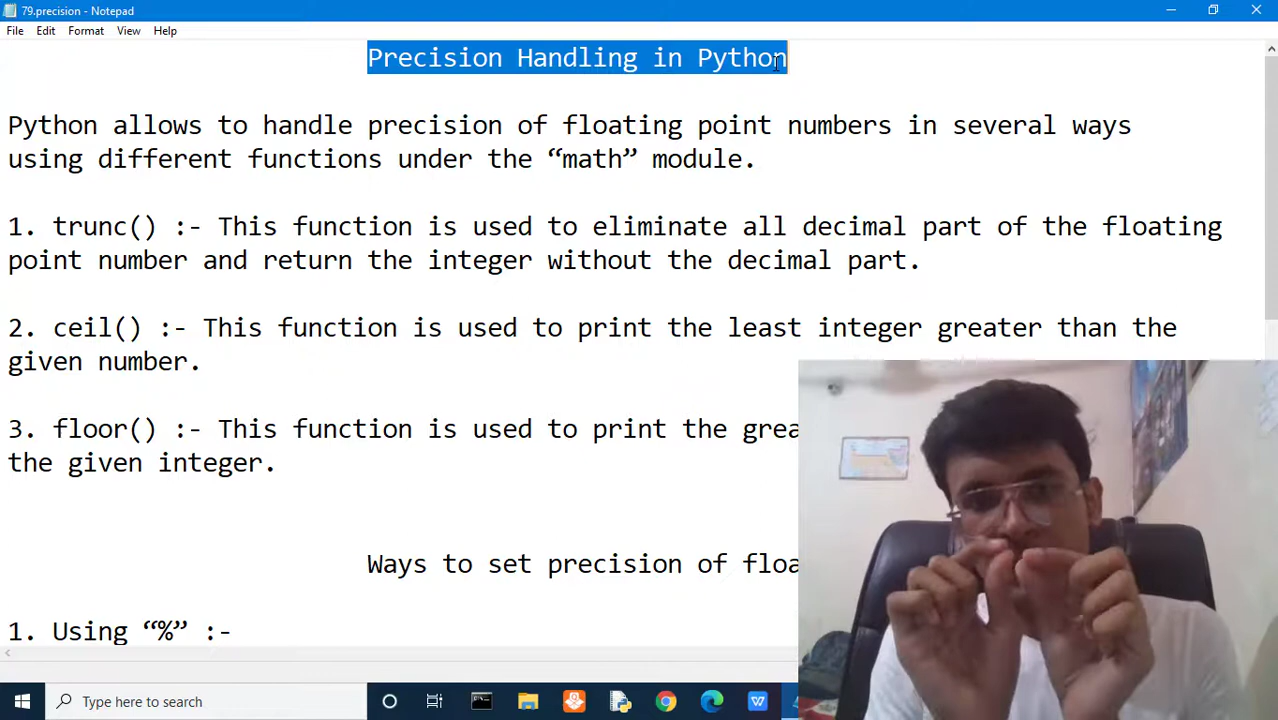 79.precision - Notepad
File Edit Format View Help
Precision Handling in Python
Python allows to handle precision of floating point numbers in several ways
using different functions under the “math” module.
1. trunc() :- This function is used to eliminate all decimal part of the floating
point number and return the integer without the decimal part.
2. ceil() :- This function is used to print the least integer greater than the
given number.
3. floor() :- This function is used to print the grea
the given integer.
Ways to set precision of floa
1. Using “%” :-
Type here to search